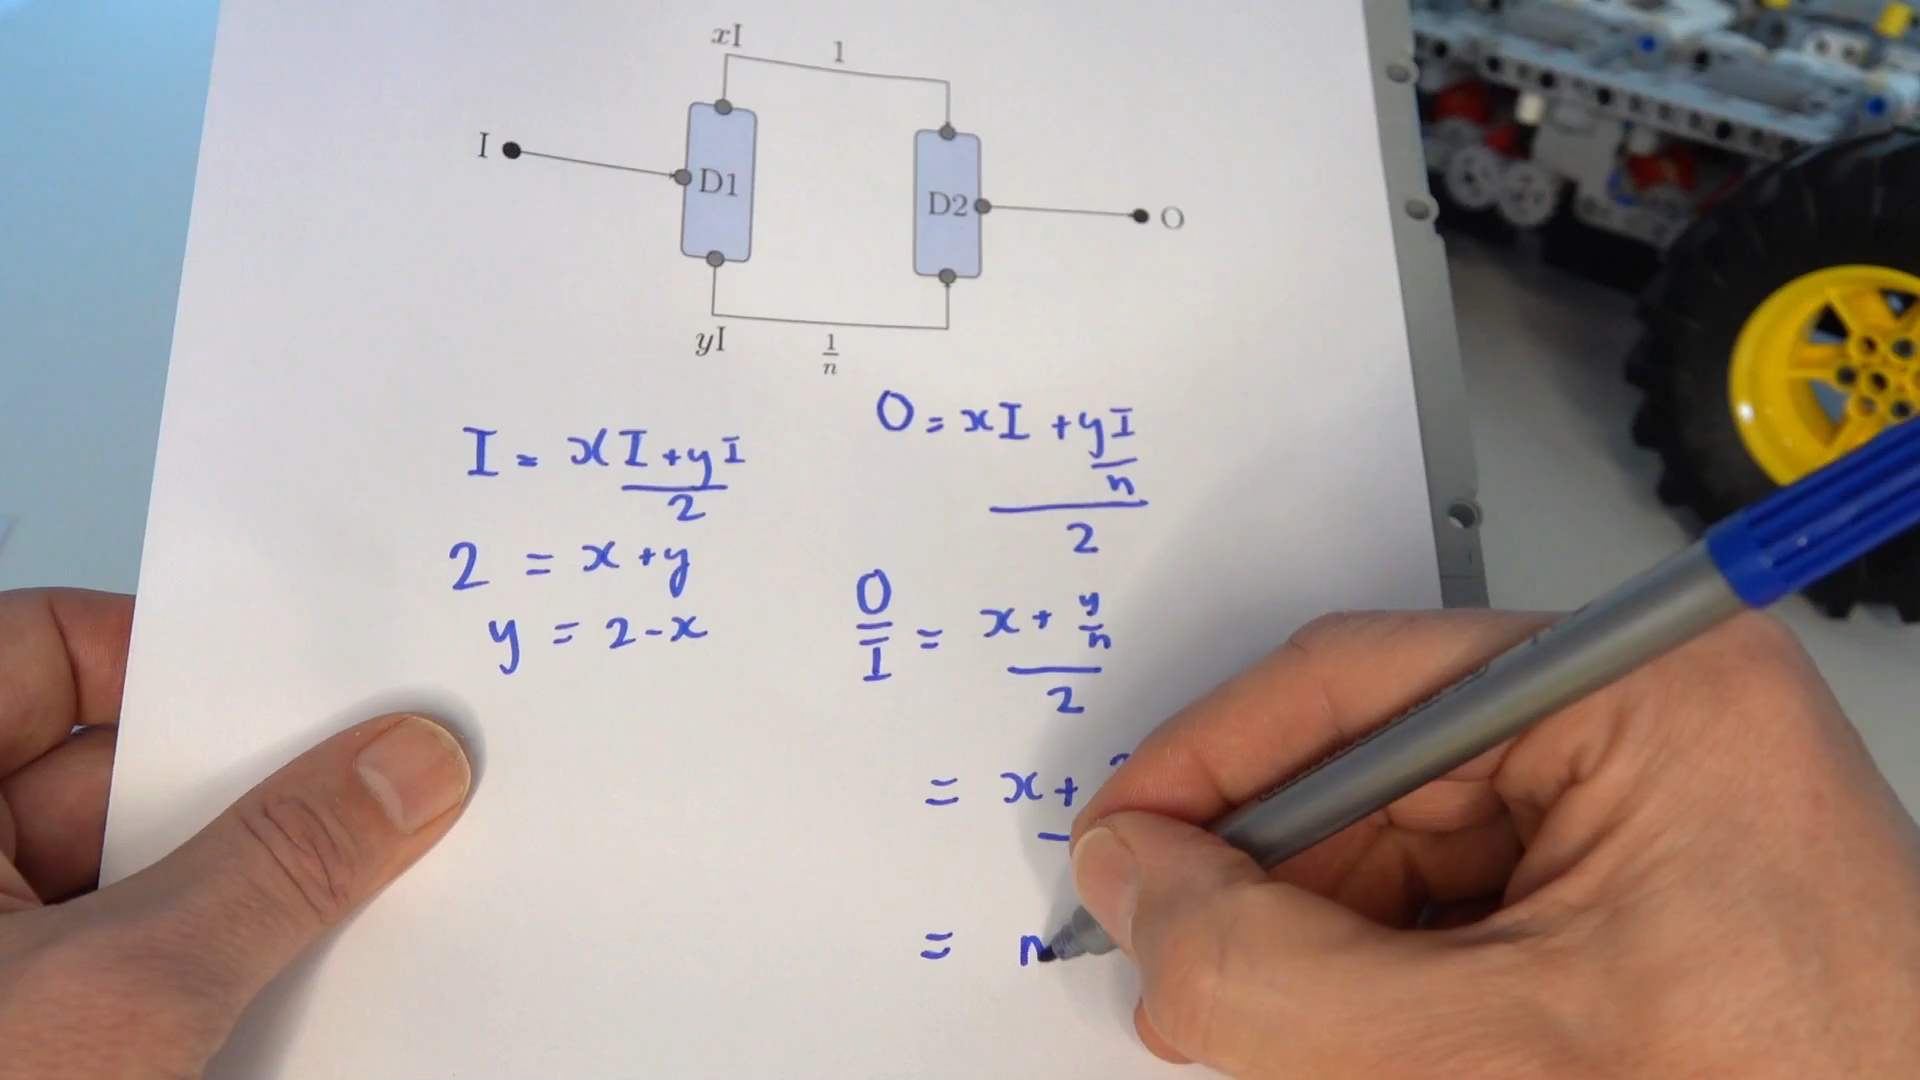 xI
1
I
D1
D2
O
yI
1/n
I = (xI + yI)/2
2 = x + y
y = 2 - x
O = (xI + yI/n)/2
O/I = (x + y/n)/2
= x +
=